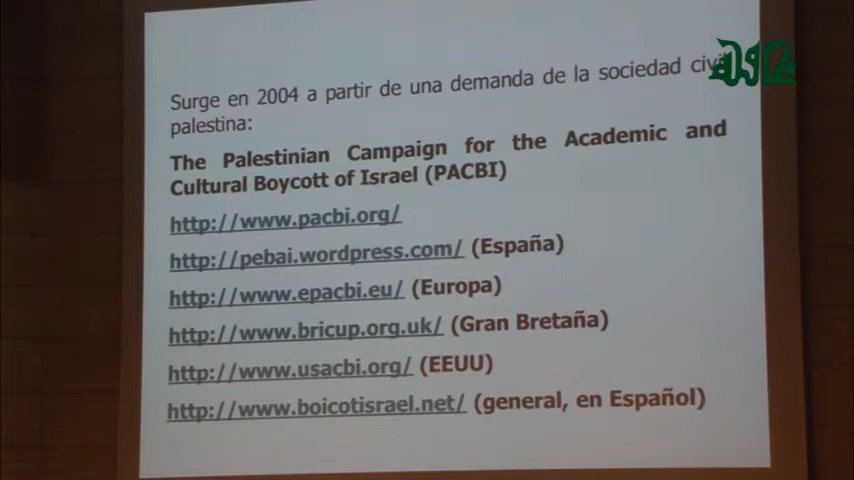 Surge en 2004 a partir de una demanda de la sociedad civil
palestina:
The Palestinian Campaign for the Academic and
Cultural Boycott of Israel (PACBI)
http://www.pacbi.org/
http://pebai.wordpress.com/ (España)
http://www.epacbi.eu/ (Europa)
http://www.bricup.org.uk/ (Gran Bretaña)
http://www.usacbi.org/ (EEUU)
http://www.boicotisrael.net/ (general, en Español)